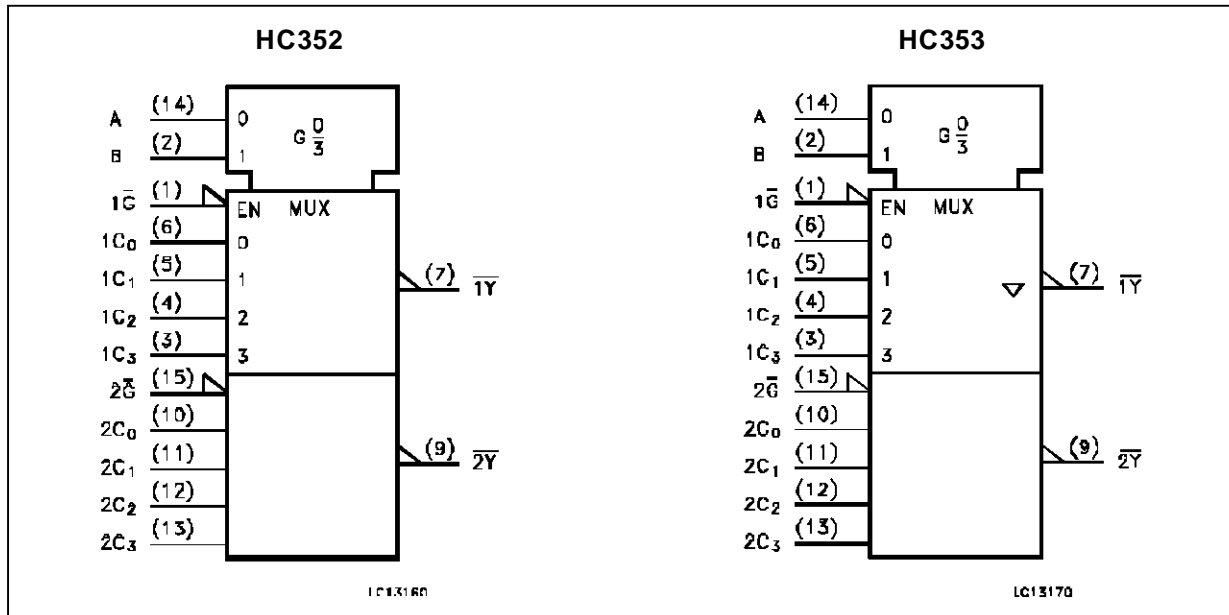 HC352
A (14) 0
B (2) 1
G 0/3
1G̅ (1) EN MUX
1C₀ (6) 0
1C₁ (5) 1
1C₂ (4) 2
1C₃ (3) 3
(7) 1Y̅
2G̅ (15)
2C₀ (10)
2C₁ (11)
2C₂ (12)
2C₃ (13)
(9) 2Y̅
LC13160
HC353
A (14) 0
B (2) 1
G 0/3
1G̅ (1) EN MUX
1C₀ (6) 0
1C₁ (5) 1
1C₂ (4) 2
1C₃ (3) 3
▽ (7) 1Y̅
2G̅ (15)
2C₀ (10)
2C₁ (11)
2C₂ (12)
2C₃ (13)
(9) 2Y̅
LC13170